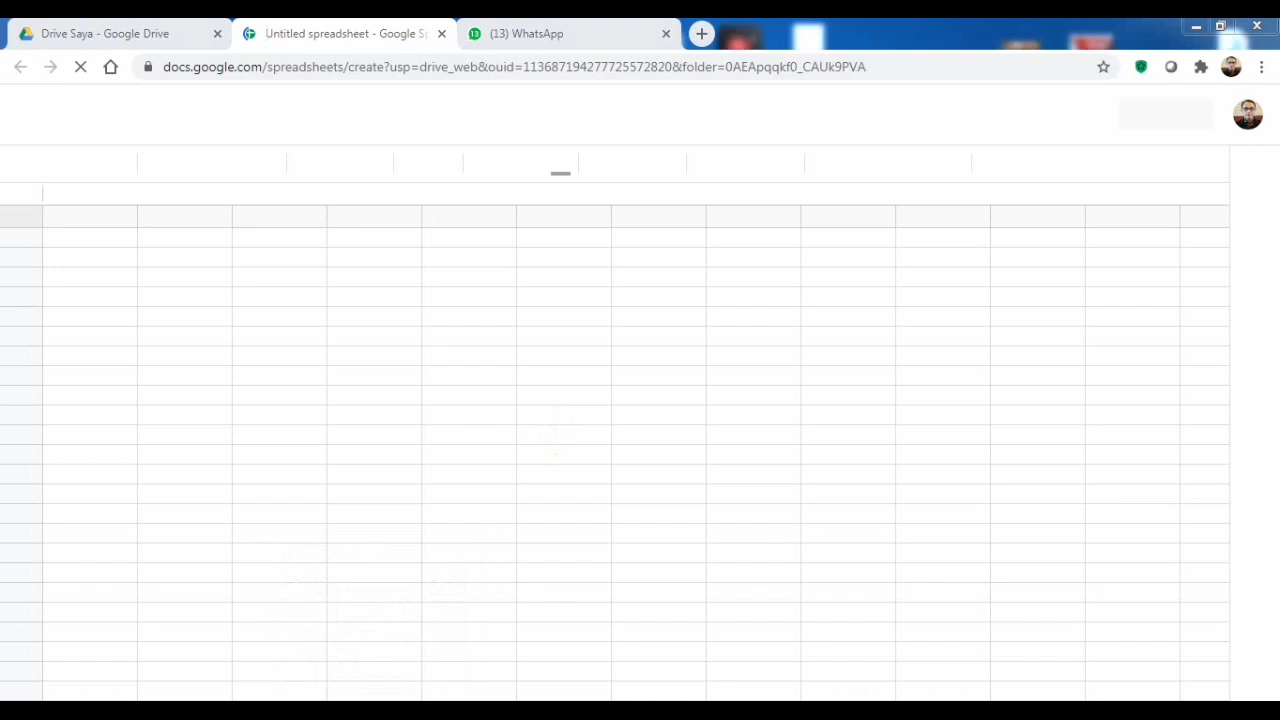 Drive Saya - Google Drive
Untitled spreadsheet - Google Sp
(13) WhatsApp
docs.google.com/spreadsheets/create?usp=drive_web&ouid=113687194277725572820&folder=0AEApqqkf0_CAUk9PVA